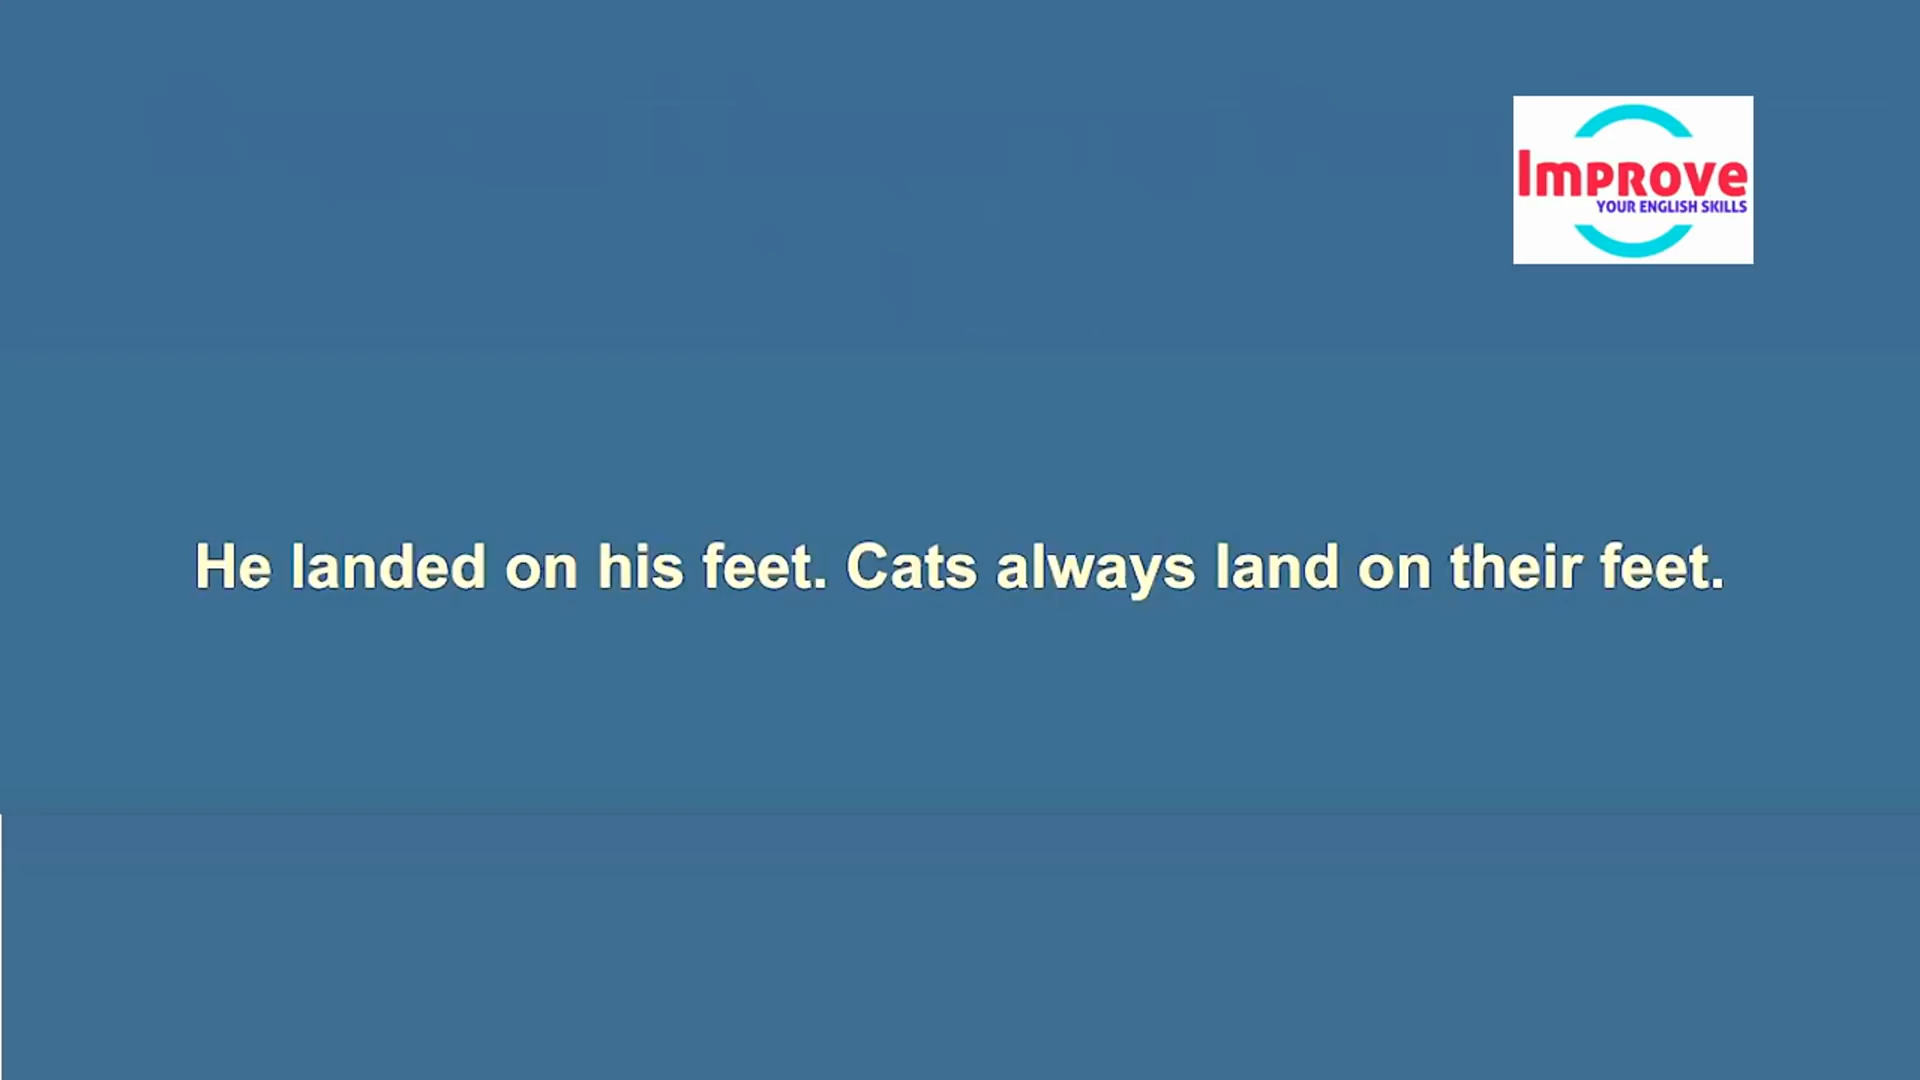 Improve
YOUR ENGLISH SKILLS
He landed on his feet. Cats always land on their feet.